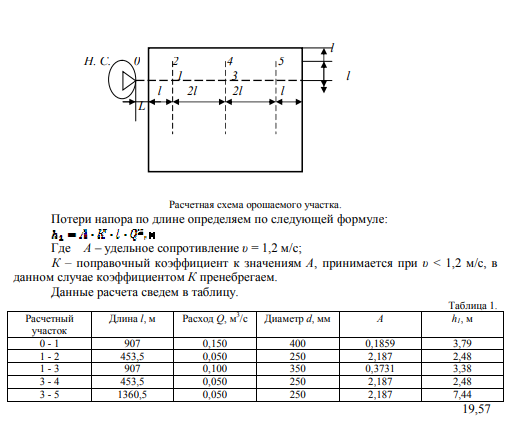 l
H. C. 0 2 4 5
1 3 l
l 2l 2l l
L
Расчетная схема орошаемого участка.
Потери напора по длине определяем по следующей формуле:
h₁ = A · K · l · Q², м
Где А – удельное сопротивление υ = 1,2 м/с;
К – поправочный коэффициент к значениям А, принимается при υ < 1,2 м/с, в
данном случае коэффициентом К пренебрегаем.
Данные расчета сведем в таблицу.
Таблица 1.
Расчетный участок Длина l, м Расход Q, м³/с Диаметр d, мм A h₁, м
0 - 1 907 0,150 400 0,1859 3,79
1 - 2 453,5 0,050 250 2,187 2,48
1 - 3 907 0,100 350 0,3731 3,38
3 - 4 453,5 0,050 250 2,187 2,48
3 - 5 1360,5 0,050 250 2,187 7,44
19,57